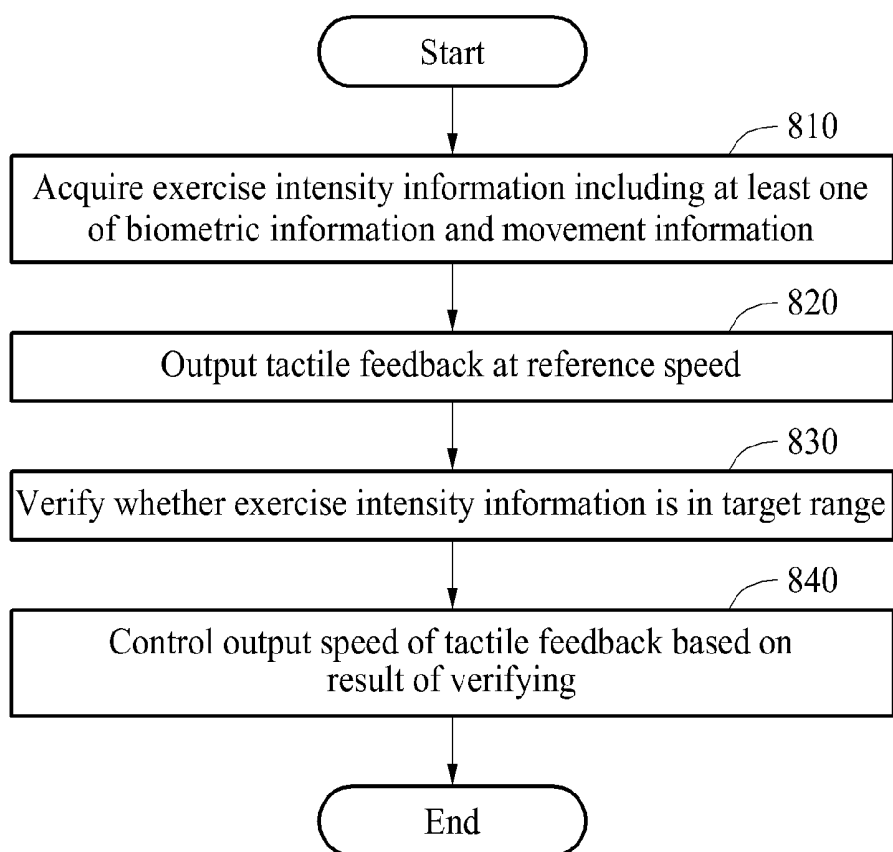 Start
810
Acquire exercise intensity information including at least one
of biometric information and movement information
820
Output tactile feedback at reference speed
830
Verify whether exercise intensity information is in target range
840
Control output speed of tactile feedback based on
result of verifying
End